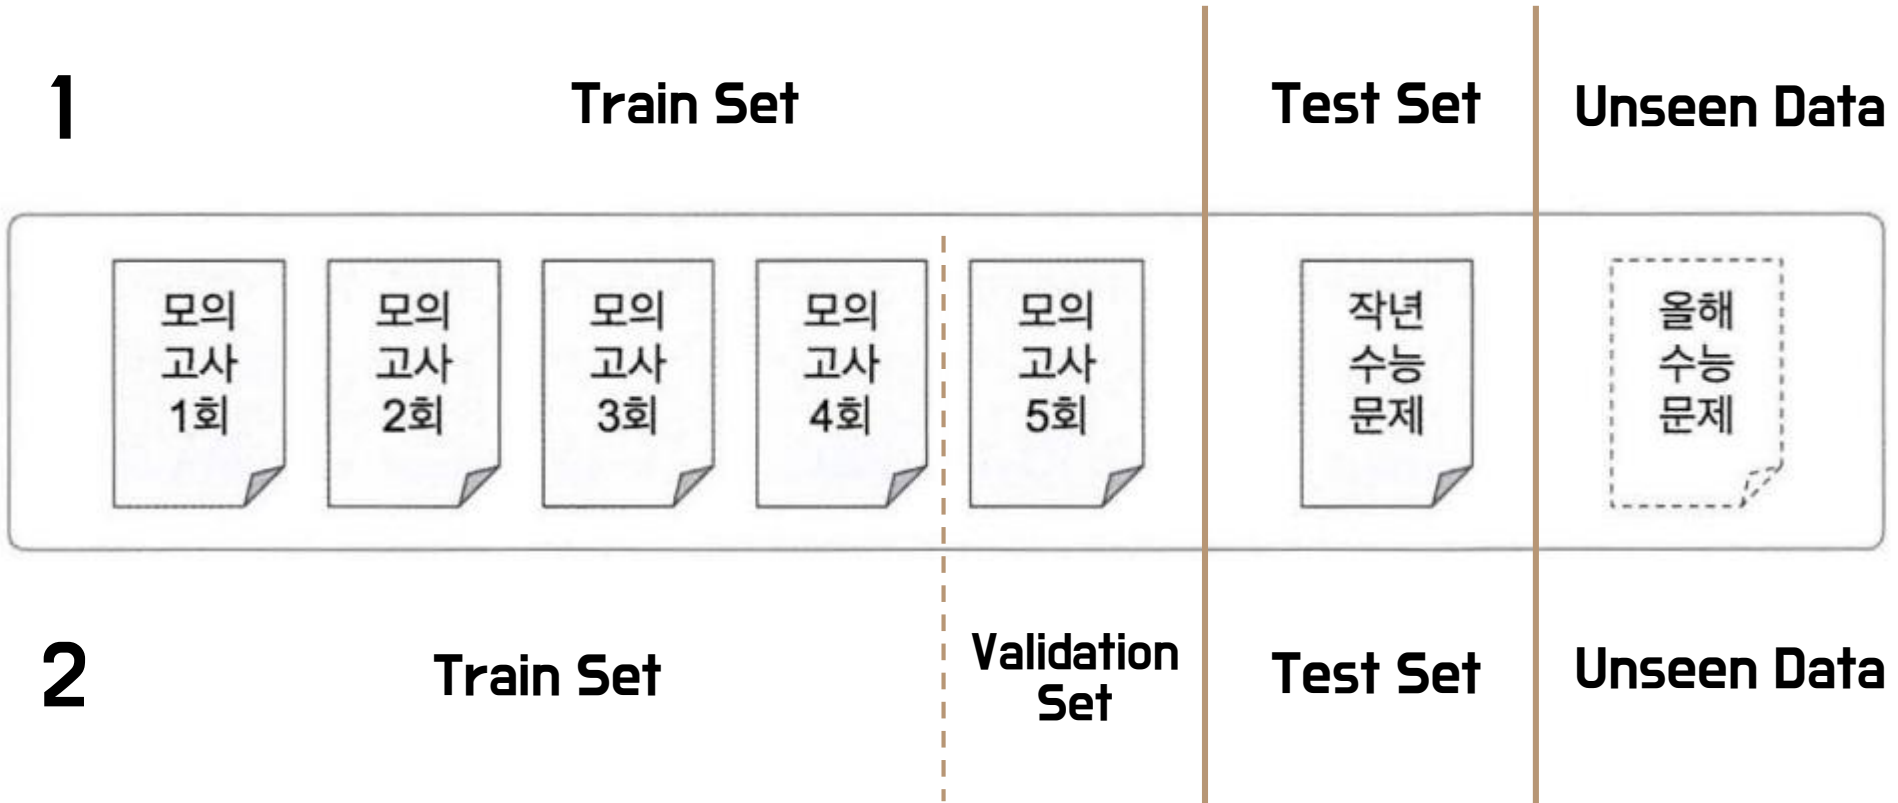 1
Train Set
Test Set
Unseen Data
모의
고사
1회
모의
고사
2회
모의
고사
3회
모의
고사
4회
모의
고사
5회
작년
수능
문제
올해
수능
문제
2
Train Set
Validation
Set
Test Set
Unseen Data